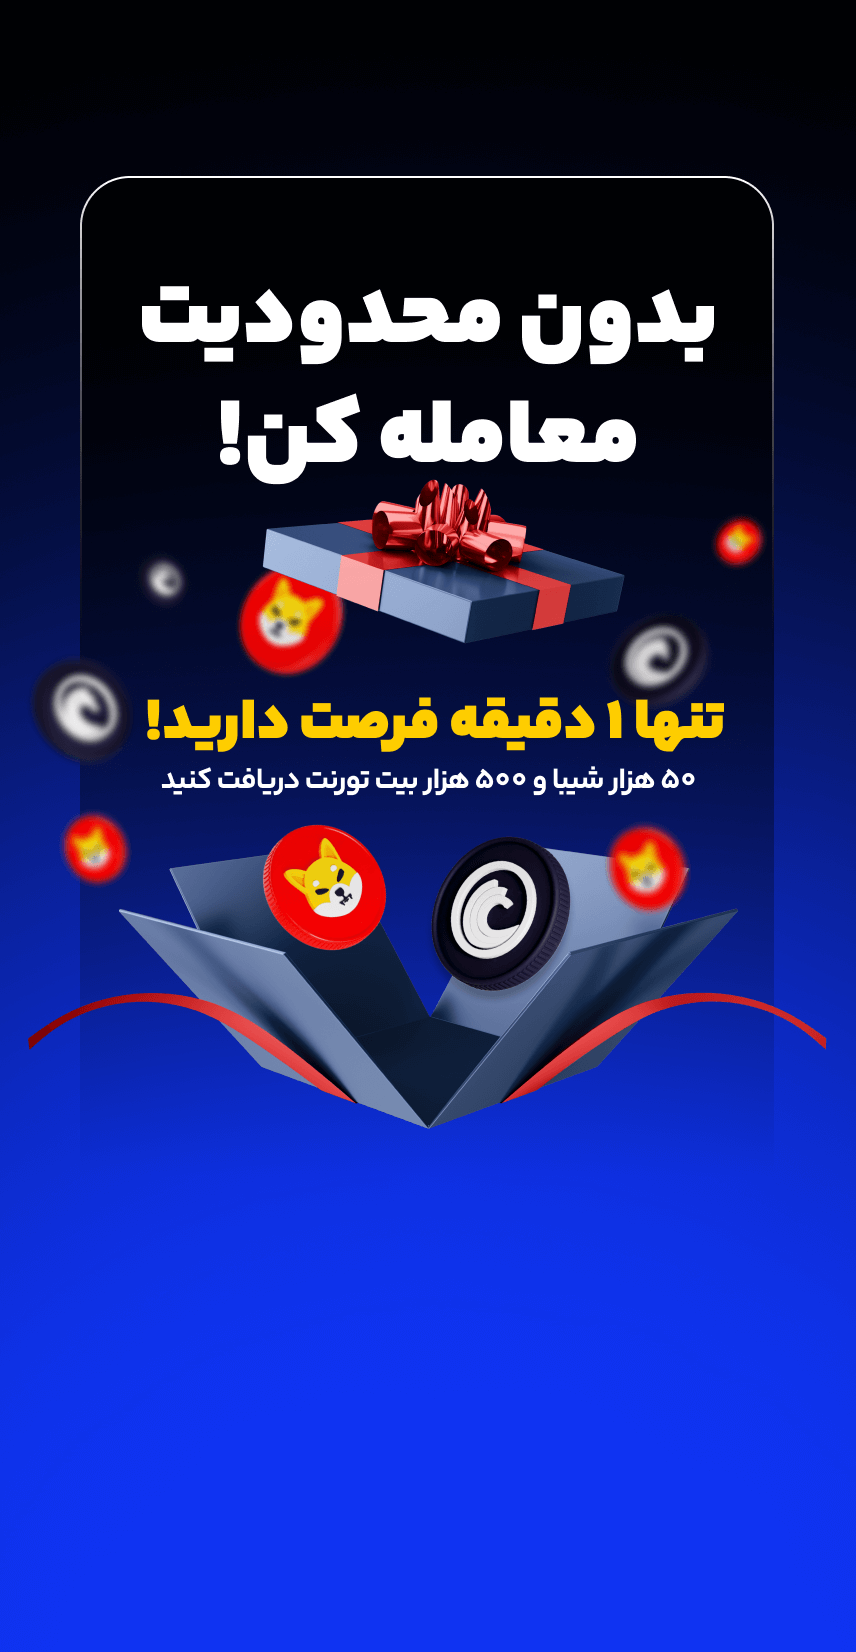 بدون محدودیت
معامله کن!
تنها ۱ دقیقه فرصت دارید!
۵۰ هزار شیبا و ۵۰۰ هزار بیت تورنت دریافت کنید